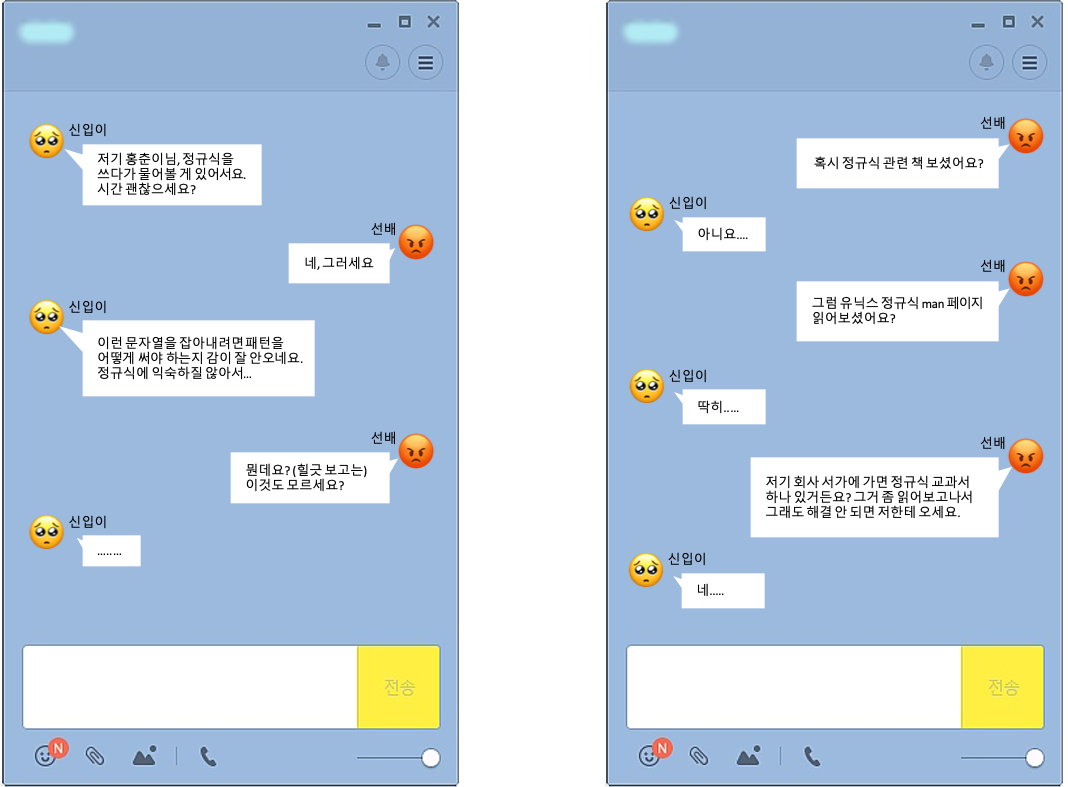 신입이
저기 홍춘이님, 정규식을
쓰다가 물어볼 게 있어서요.
시간 괜찮으세요?
선배
네, 그러세요
신입이
이런 문자열을 잡아내려면 패턴을
어떻게 써야 하는지 감이 잘 안오네요.
정규식에 익숙하질 않아서...
선배
뭔데요? (힐긋 보고는)
이것도 모르세요?
신입이
........
전송
N
선배
혹시 정규식 관련 책 보셨어요?
신입이
아니요....
선배
그럼 유닉스 정규식 man 페이지
읽어보셨어요?
신입이
딱히.....
선배
저기 회사 서가에 가면 정규식 교과서
하나 있거든요? 그거 좀 읽어보고나서
그래도 해결 안 되면 저한테 오세요.
신입이
네.....
전송
N